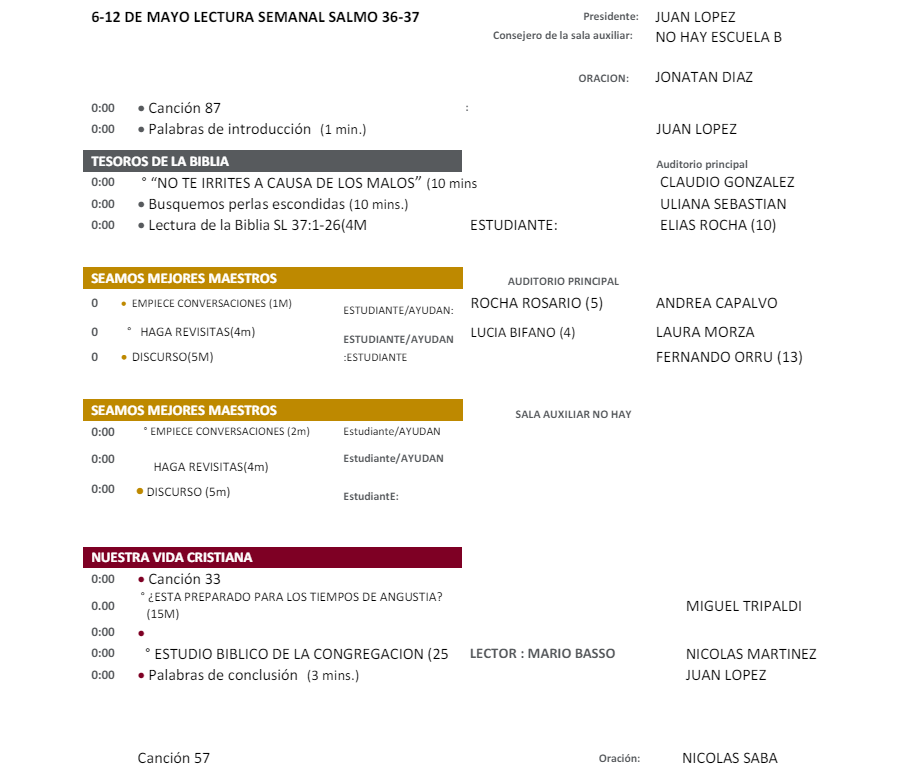 6-12 DE MAYO LECTURA SEMANAL SALMO 36-37 Presidente: JUAN LOPEZ
Consejero de la sala auxiliar: NO HAY ESCUELA B
ORACION: JONATAN DIAZ
0:00 • Canción 87 :
0:00 • Palabras de introducción (1 min.) JUAN LOPEZ
TESOROS DE LA BIBLIA Auditorio principal
0:00 ° “NO TE IRRITES A CAUSA DE LOS MALOS” (10 mins CLAUDIO GONZALEZ
0:00 • Busquemos perlas escondidas (10 mins.) ULIANA SEBASTIAN
0:00 • Lectura de la Biblia SL 37:1-26(4M ESTUDIANTE: ELIAS ROCHA (10)
SEAMOS MEJORES MAESTROS AUDITORIO PRINCIPAL
0 • EMPIECE CONVERSACIONES (1M) ESTUDIANTE/AYUDAN: ROCHA ROSARIO (5) ANDREA CAPALVO
0 ° HAGA REVISITAS(4m) ESTUDIANTE/AYUDAN LUCIA BIFANO (4) LAURA MORZA
0 • DISCURSO(5M) :ESTUDIANTE FERNANDO ORRU (13)
SEAMOS MEJORES MAESTROS SALA AUXILIAR NO HAY
0:00 ° EMPIECE CONVERSACIONES (2m) Estudiante/AYUDAN
0:00 HAGA REVISITAS(4m) Estudiante/AYUDAN
0:00 • DISCURSO (5m) EstudiantE:
NUESTRA VIDA CRISTIANA
0:00 • Canción 33
0.00 ° ¿ESTA PREPARADO PARA LOS TIEMPOS DE ANGUSTIA?
(15M) MIGUEL TRIPALDI
0:00 •
0:00 ° ESTUDIO BIBLICO DE LA CONGREGACION (25 LECTOR : MARIO BASSO NICOLAS MARTINEZ
0:00 • Palabras de conclusión (3 mins.) JUAN LOPEZ
Canción 57 Oración: NICOLAS SABA